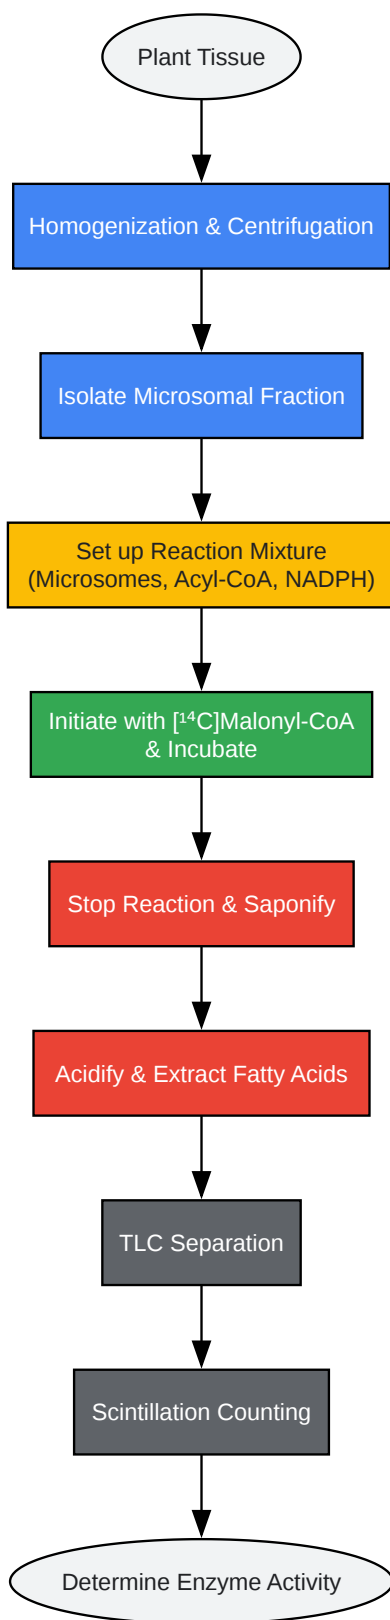 Plant Tissue
Homogenization & Centrifugation
Isolate Microsomal Fraction
Set up Reaction Mixture
(Microsomes, Acyl-CoA, NADPH)
Initiate with [¹⁴C]Malonyl-CoA
& Incubate
Stop Reaction & Saponify
Acidify & Extract Fatty Acids
TLC Separation
Scintillation Counting
Determine Enzyme Activity